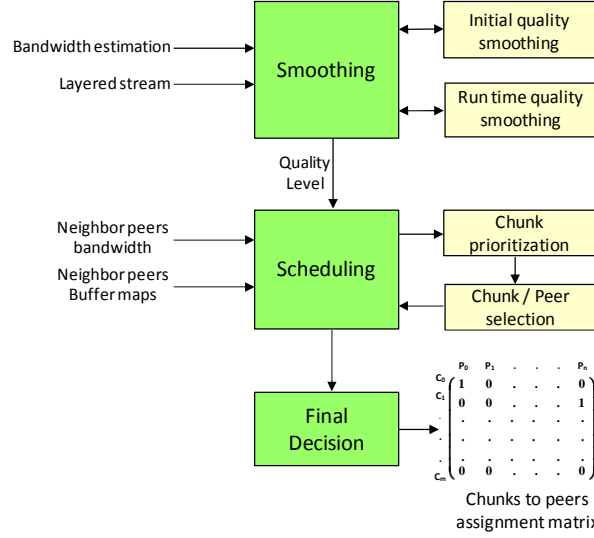 Initial quality
smoothing
Bandwidth estimation
Smoothing
Layered stream
Run time quality
smoothing
Quality
Level
Neighbor peers
bandwidth
Chunk
prioritization
Scheduling
Neighbor peers
Buffer maps
Chunk / Peer
selection
P0 P1 . . . Pn
C0 1 0 . . . 0
C1 0 0 . . . 1
. . . . . . .
. . . . . .
. . . . . . .
Cm 0 0 . . . 0
Final
Decision
Chunks to peers
assignment matrix